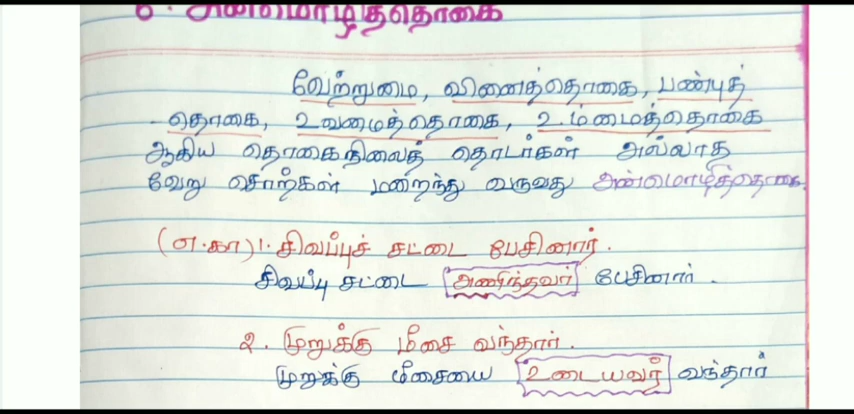 6. அன்மொழித்தொகை
வேற்றுமை, வினைத்தொகை, பண்புத்
தொகை, உவமைத்தொகை, உம்மைத்தொகை
ஆகிய தொகைநிலைத் தொடர்கள் அல்லாத
வேறு சொற்கள் மறைந்து வருவது அன்மொழித்தொகை.
(எ.கா) 1. சிவப்புச் சட்டை பேசினார்.
சிவப்பு சட்டை அணிந்தவர் பேசினார்.
2. முறுக்கு மீசை வந்தார்.
முறுக்கு மீசையை உடையவர் வந்தார்